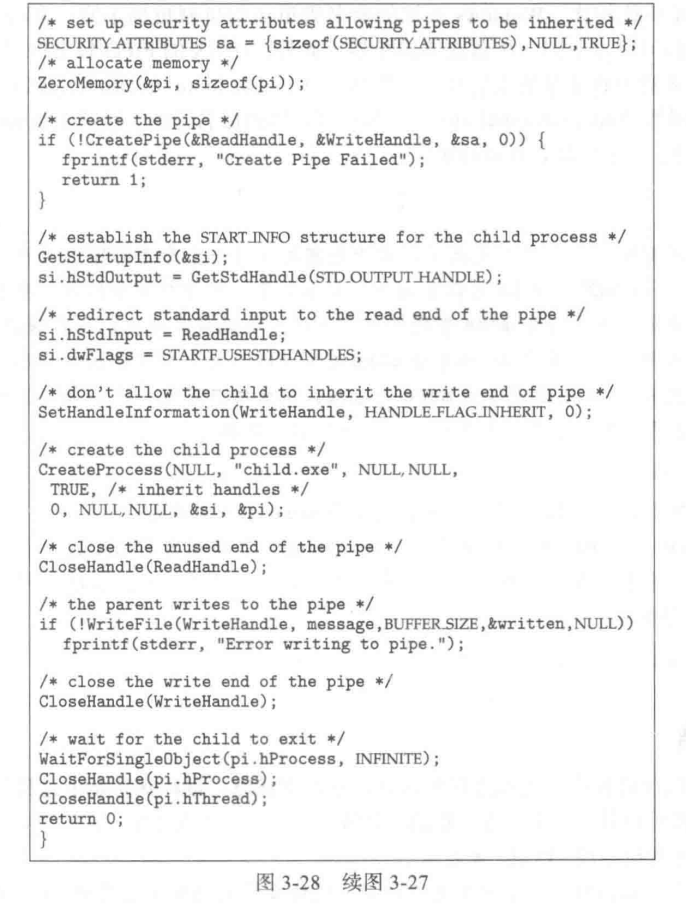 /* set up security attributes allowing pipes to be inherited */
SECURITY_ATTRIBUTES sa = {sizeof(SECURITY_ATTRIBUTES),NULL,TRUE};
/* allocate memory */
ZeroMemory(&pi, sizeof(pi));
/* create the pipe */
if (!CreatePipe(&ReadHandle, &WriteHandle, &sa, 0)) {
fprintf(stderr, "Create Pipe Failed");
return 1;
}
/* establish the START_INFO structure for the child process */
GetStartupInfo(&si);
si.hStdOutput = GetStdHandle(STD_OUTPUT_HANDLE);
/* redirect standard input to the read end of the pipe */
si.hStdInput = ReadHandle;
si.dwFlags = STARTF_USESTDHANDLES;
/* don't allow the child to inherit the write end of pipe */
SetHandleInformation(WriteHandle, HANDLE_FLAG_INHERIT, 0);
/* create the child process */
CreateProcess(NULL, "child.exe", NULL,NULL,
TRUE, /* inherit handles */
0, NULL,NULL, &si, &pi);
/* close the unused end of the pipe */
CloseHandle(ReadHandle);
/* the parent writes to the pipe */
if (!WriteFile(WriteHandle, message,BUFFER_SIZE,&written,NULL))
fprintf(stderr, "Error writing to pipe.");
/* close the write end of the pipe */
CloseHandle(WriteHandle);
/* wait for the child to exit */
WaitForSingleObject(pi.hProcess, INFINITE);
CloseHandle(pi.hProcess);
CloseHandle(pi.hThread);
return 0;
}
图 3-28 续图 3-27